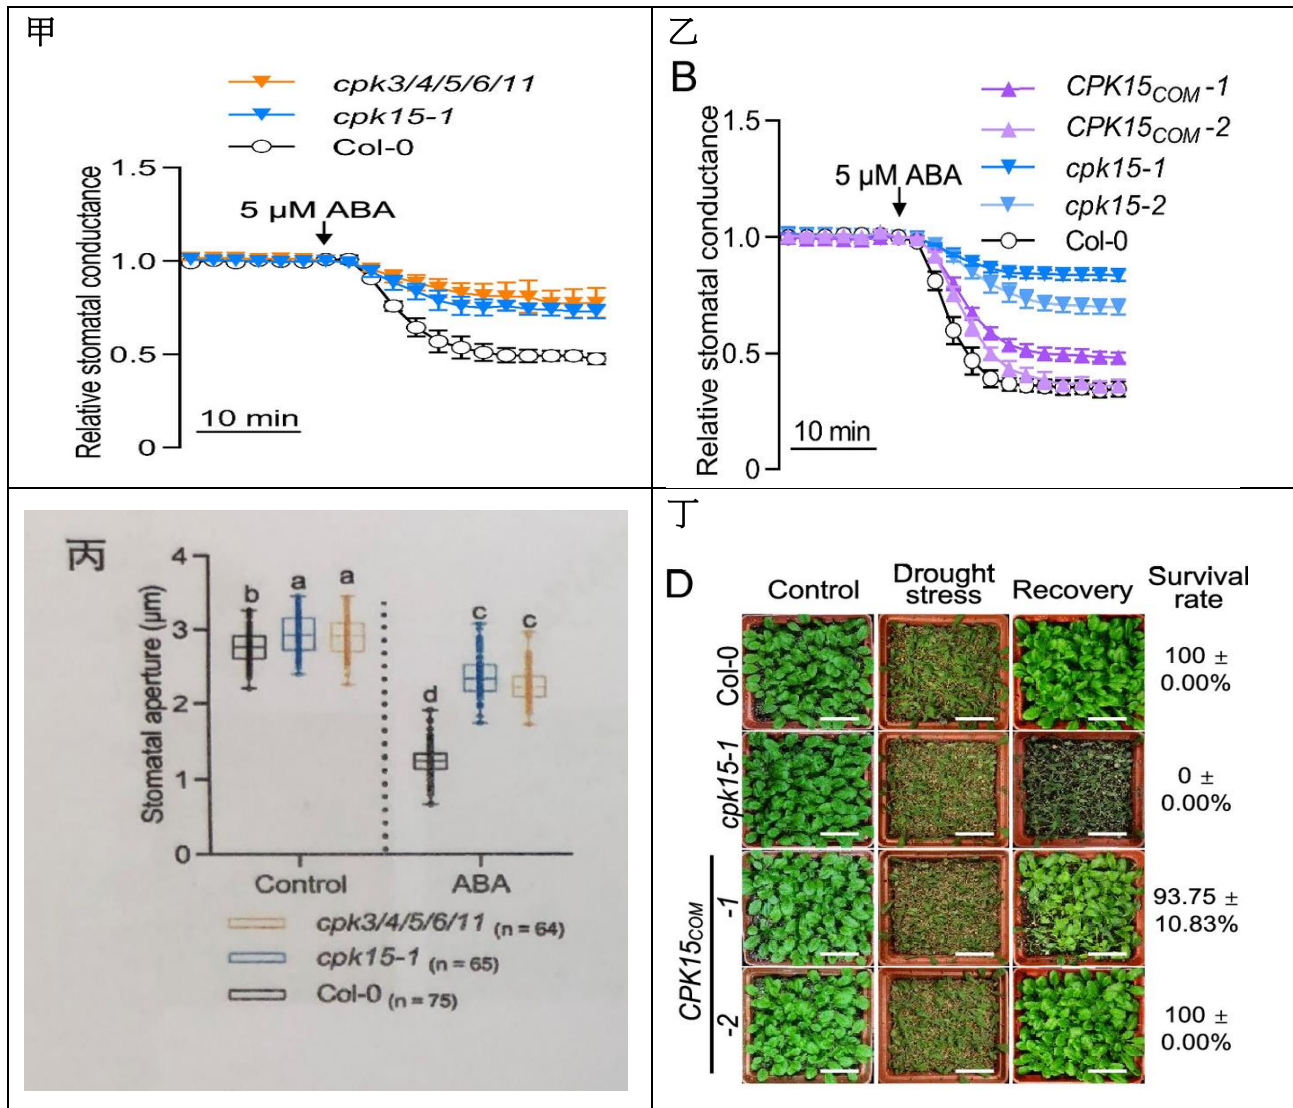 甲
cpk3/4/5/6/11
cpk15-1
Col-0
Relative stomatal conductance
1.5
1.0
0.5
0
5 µM ABA
10 min
乙
B
CPK15COM-1
CPK15COM-2
cpk15-1
cpk15-2
Col-0
Relative stomatal conductance
1.5
1.0
0.5
0
5 µM ABA
10 min
丙
Stomatal aperture (µm)
4
3
2
1
0
b a a
d c c
Control ABA
cpk3/4/5/6/11 (n = 64)
cpk15-1 (n = 65)
Col-0 (n = 75)
丁
D
Control Drought stress Recovery Survival rate
Col-0
100 ±
0.00%
cpk15-1
0 ±
0.00%
CPK15COM
-1
93.75 ±
10.83%
-2
100 ±
0.00%